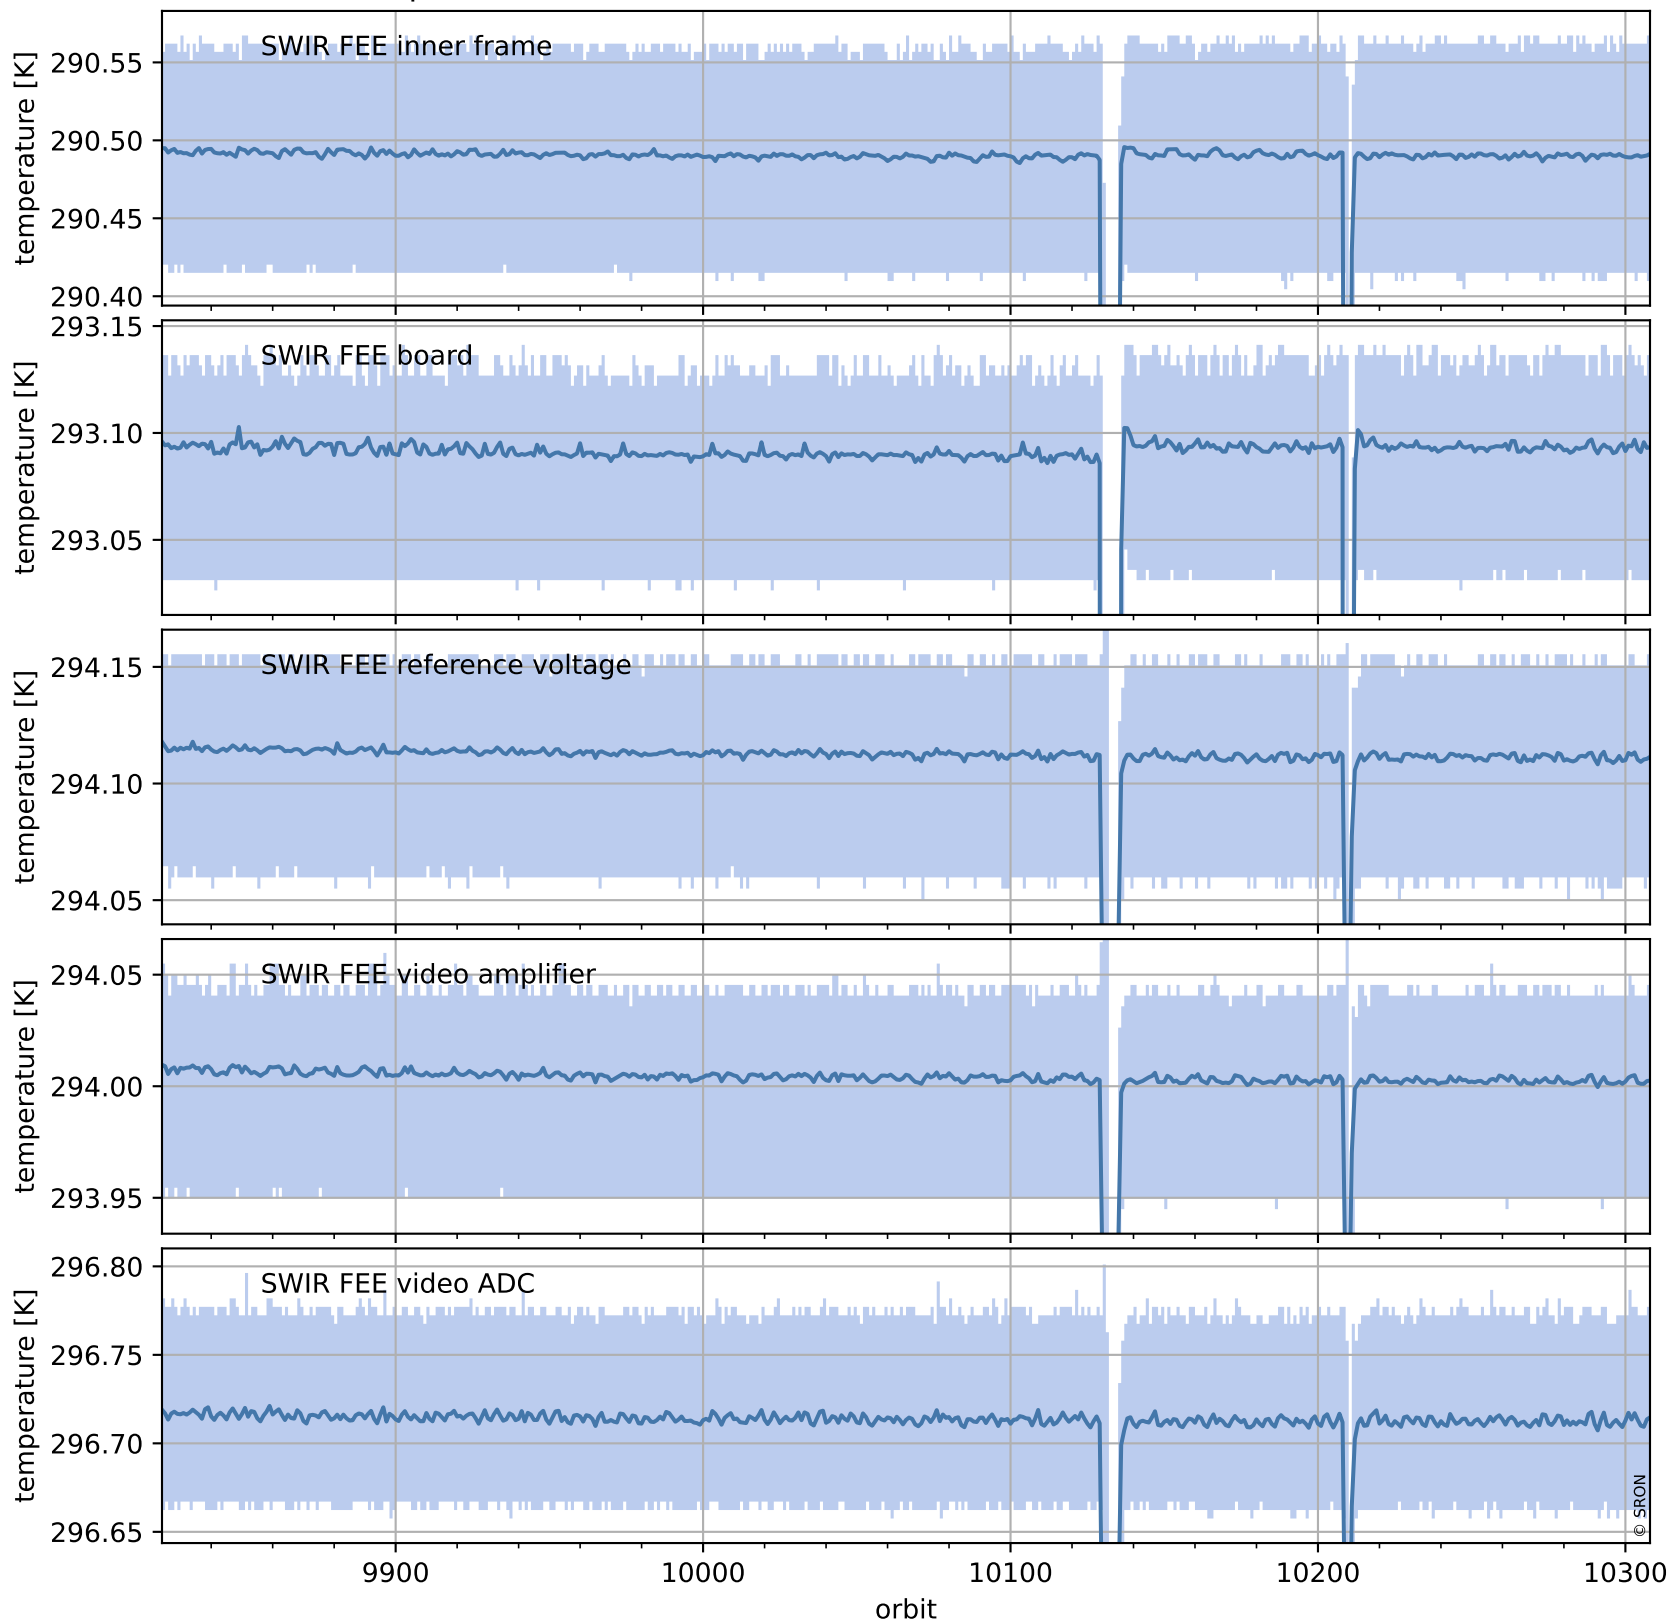 SWIR FEE inner frame
temperature [K]
290.55
290.50
290.45
290.40
SWIR FEE board
temperature [K]
293.15
293.10
293.05
SWIR FEE reference voltage
temperature [K]
294.15
294.10
294.05
SWIR FEE video amplifier
temperature [K]
294.05
294.00
293.95
SWIR FEE video ADC
temperature [K]
296.80
296.75
296.70
296.65
© SRON
9900 10000 10100 10200 10300
orbit